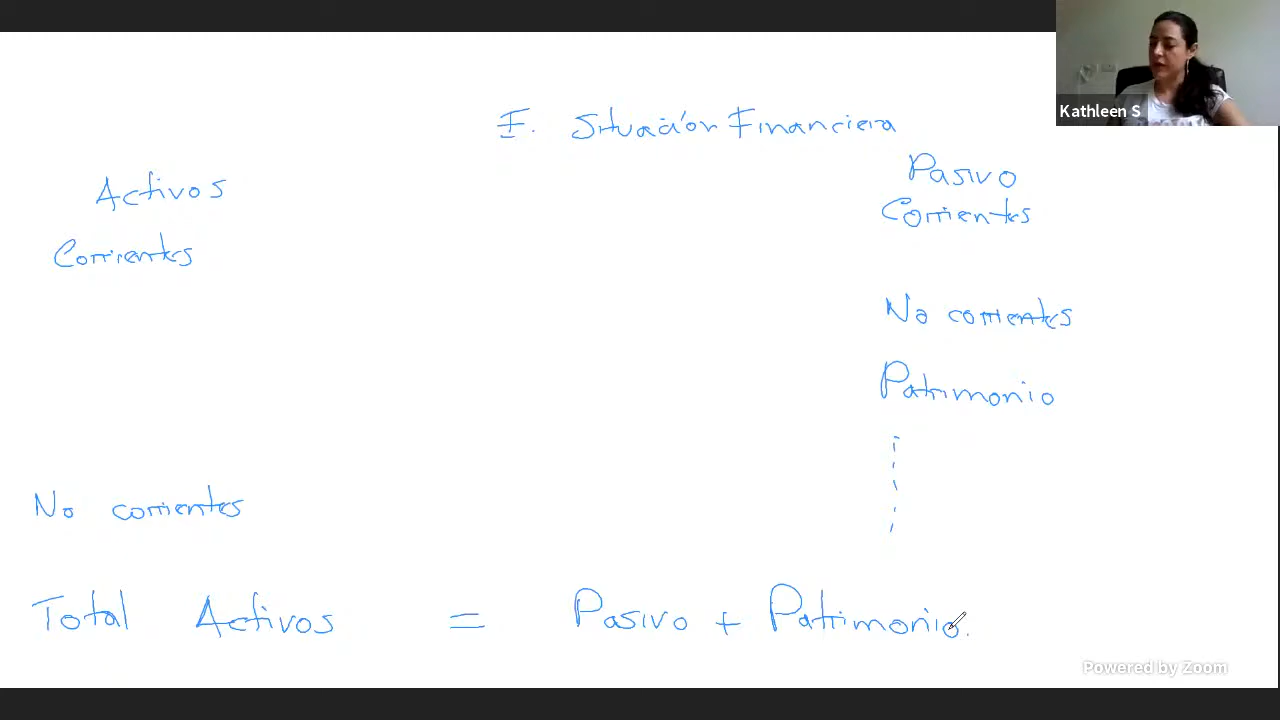 Kathleen S
E. Situación Financiera
Activos
Pasivo
Corrientes
Corrientes
No corrientes
Patrimonio
No corrientes
Total Activos = Pasivo + Patrimonio.
Powered by Zoom